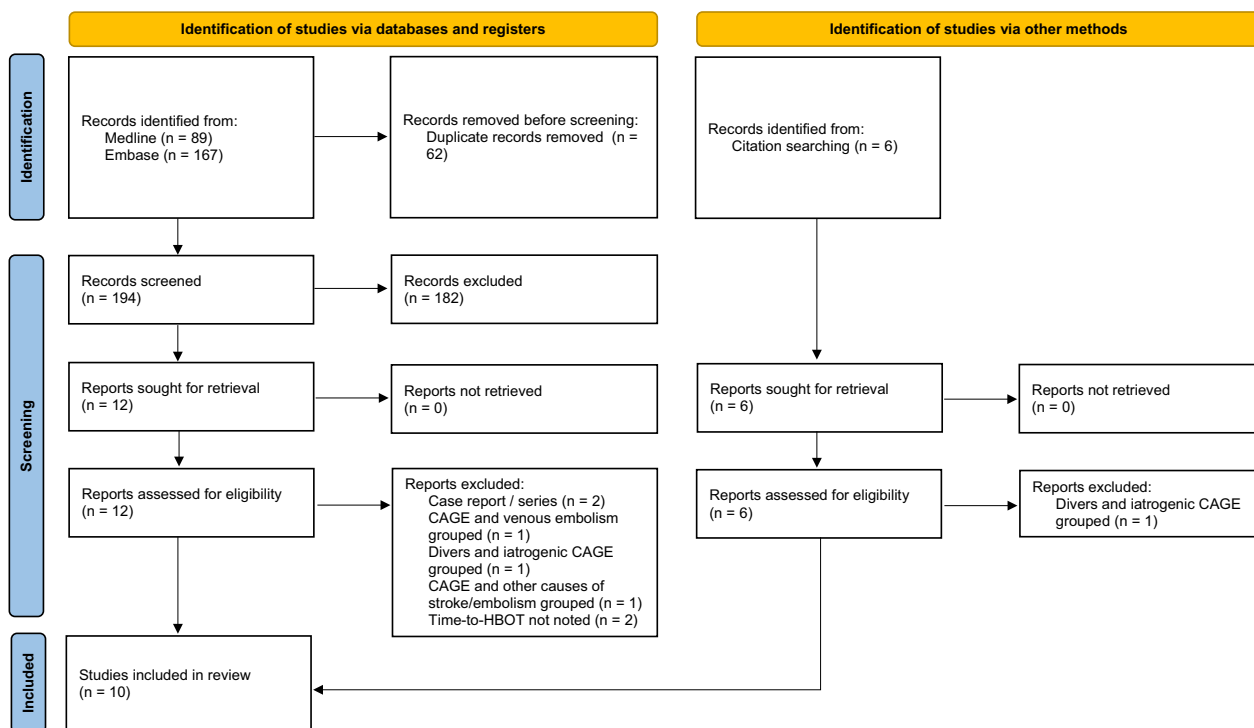 Identification of studies via databases and registers
Identification of studies via other methods
Identification
Records identified from:
Medline (n = 89)
Embase (n = 167)
Records removed before screening:
Duplicate records removed (n =
62)
Records identified from:
Citation searching (n = 6)
Screening
Records screened
(n = 194)
Records excluded
(n = 182)
Reports sought for retrieval
(n = 12)
Reports not retrieved
(n = 0)
Reports sought for retrieval
(n = 6)
Reports not retrieved
(n = 0)
Reports assessed for eligibility
(n = 12)
Reports excluded:
Case report / series (n = 2)
CAGE and venous embolism
grouped (n = 1)
Divers and iatrogenic CAGE
grouped (n = 1)
CAGE and other causes of
stroke/embolism grouped (n = 1)
Time-to-HBOT not noted (n = 2)
Reports assessed for eligibility
(n = 6)
Reports excluded:
Divers and iatrogenic CAGE
grouped (n = 1)
Included
Studies included in review
(n = 10)